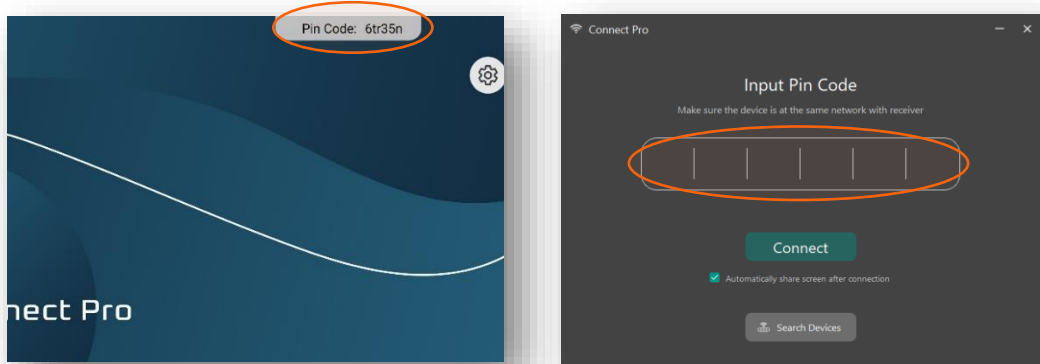 Pin Code: 6tr35n
nect Pro
Connect Pro
Input Pin Code
Make sure the device is at the same network with receiver
Connect
Automatically share screen after connection
Search Devices